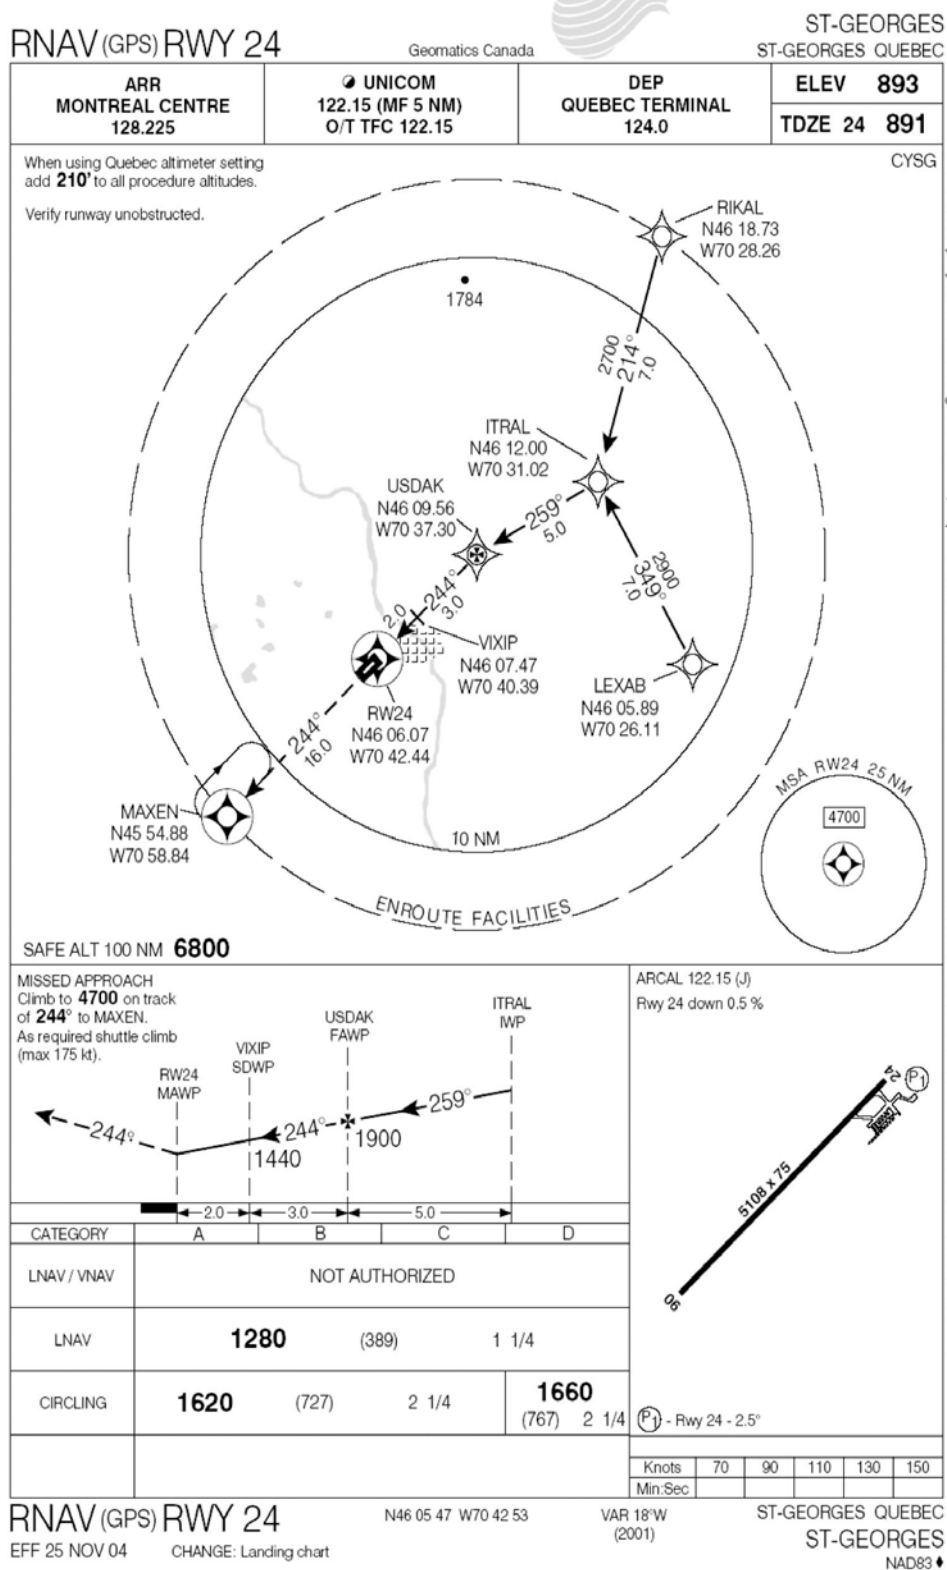 RNAV (GPS) RWY 24
Geomatics Canada
ST-GEORGES
ST-GEORGES QUEBEC
ARR
MONTREAL CENTRE
128.225
UNICOM
122.15 (MF 5 NM)
O/T TFC 122.15
DEP
QUEBEC TERMINAL
124.0
ELEV 893
TDZE 24 891
CYSG
When using Quebec altimeter setting
add 210' to all procedure altitudes.
Verify runway unobstructed.
RIKAL
N46 18.73
W70 28.26
1784
2700
214°
7.0
ITRAL
N46 12.00
W70 31.02
USDAK
N46 09.56
W70 37.30
259°
5.0
2900
349°
7.0
244°
3.0
2.0
VIXIP
N46 07.47
W70 40.39
LEXAB
N46 05.89
W70 26.11
RW24
N46 06.07
W70 42.44
244°
16.0
MAXEN
N45 54.88
W70 58.84
10 NM
ENROUTE FACILITIES
MSA RW24 25 NM
4700
SAFE ALT 100 NM 6800
MISSED APPROACH
Climb to 4700 on track
of 244° to MAXEN.
As required shuttle climb
(max 175 kt).
RW24
MAWP
VIXIP
SDWP
USDAK
FAWP
ITRAL
IWP
244°
244°
259°
1440
1900
2.0
3.0
5.0
ARCAL 122.15 (J)
Rwy 24 down 0.5 %
24
P1
5108 x 75
06
P1 - Rwy 24 - 2.5°
CATEGORY A B C D
LNAV / VNAV NOT AUTHORIZED
LNAV 1280 (389) 1 1/4
CIRCLING 1620 (727) 2 1/4 1660
(767) 2 1/4
Knots 70 90 110 130 150
Min:Sec
RNAV (GPS) RWY 24
N46 05 47 W70 42 53
VAR 18°W
(2001)
ST-GEORGES QUEBEC
ST-GEORGES
EFF 25 NOV 04
CHANGE: Landing chart
NAD83